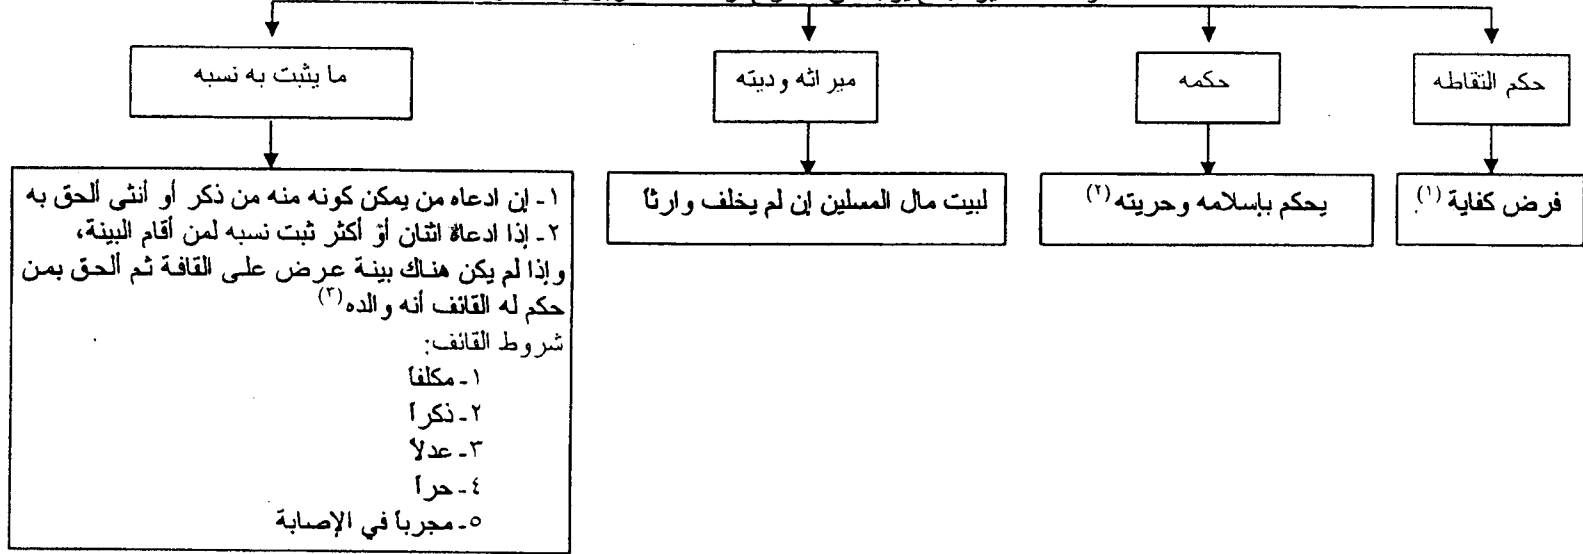 حكم التقاطه
حكمه
ميراثه وديته
ما يثبت به نسبه
فرض كفاية (١)
يحكم بإسلامه وحريته (٢)
لبيت مال المسلين إن لم يخلف وارثاً
١- إن ادعاه من يمكن كونه منه من ذكر أو أنثى ألحق به
٢- إذا ادعاه اثنان أو أكثر ثبت نسبه لمن أقام البينة،
وإذا لم يكن هناك بينة عرض على القافة ثم ألحق بمن
حكم له القائف أنه والده (٣)
شروط القائف:
١- مكلفاً
٢- ذكراً
٣- عدلاً
٤- حراً
٥- مجرباً في الإصابة